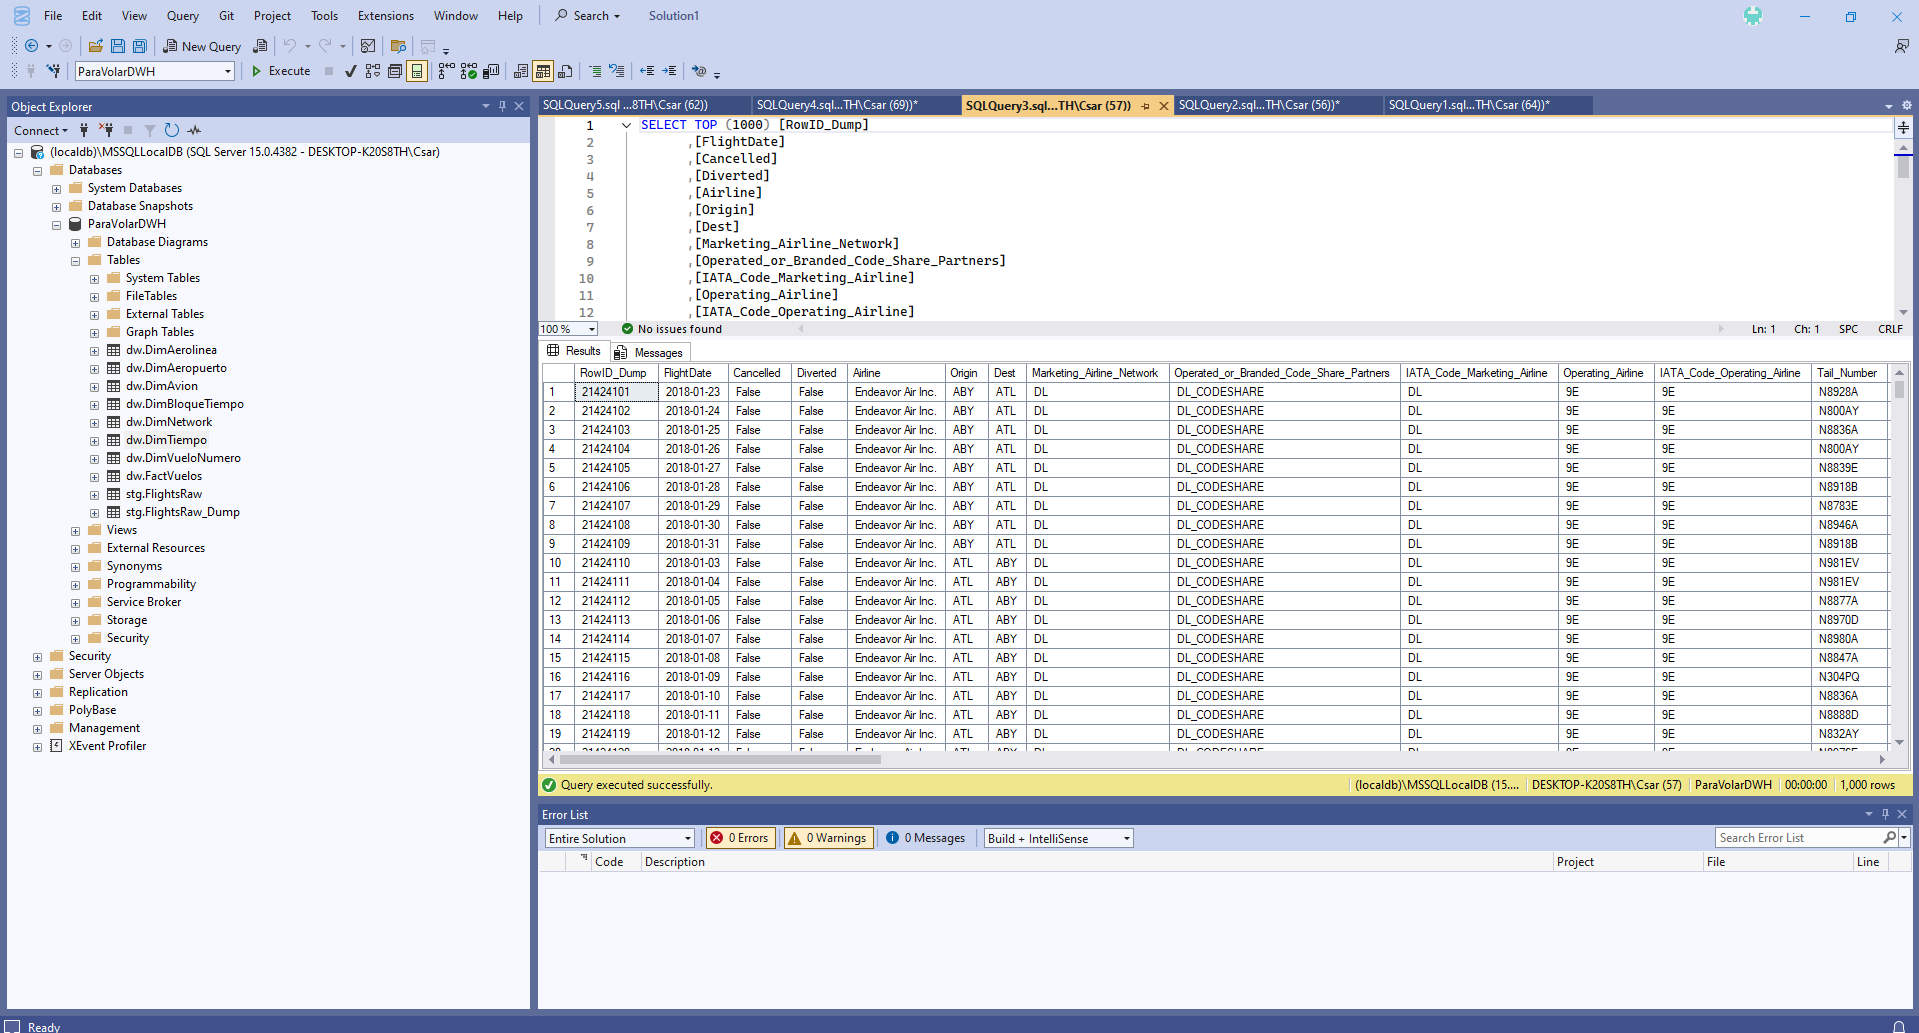 File Edit View Query Git Project Tools Extensions Window Help Search Solution1
New Query
ParaVolarDWH Execute
Object Explorer
Connect
(localdb)\MSSQLLocalDB (SQL Server 15.0.4382 - DESKTOP-K20S8TH\Csar)
Databases
System Databases
Database Snapshots
ParaVolarDWH
Database Diagrams
Tables
System Tables
FileTables
External Tables
Graph Tables
dw.DimAerolinea
dw.DimAeropuerto
dw.DimAvion
dw.DimBloqueTiempo
dw.DimNetwork
dw.DimTiempo
dw.DimVueloNumero
dw.FactVuelos
stg.FlightsRaw
stg.FlightsRaw_Dump
Views
External Resources
Synonyms
Programmability
Service Broker
Storage
Security
Security
Server Objects
Replication
PolyBase
Management
XEvent Profiler
SQLQuery5.sql ...8TH\Csar (62)) SQLQuery4.sql...TH\Csar (69))* SQLQuery3.sql...TH\Csar (57)) SQLQuery2.sql...TH\Csar (56))* SQLQuery1.sql...TH\Csar (64))*
1 SELECT TOP (1000) [RowID_Dump]
2 ,[FlightDate]
3 ,[Cancelled]
4 ,[Diverted]
5 ,[Airline]
6 ,[Origin]
7 ,[Dest]
8 ,[Marketing_Airline_Network]
9 ,[Operated_or_Branded_Code_Share_Partners]
10 ,[IATA_Code_Marketing_Airline]
11 ,[Operating_Airline]
12 ,[IATA_Code_Operating_Airline]
100 % No issues found Ln: 1 Ch: 1 SPC CRLF
Results Messages
RowID_Dump FlightDate Cancelled Diverted Airline Origin Dest Marketing_Airline_Network Operated_or_Branded_Code_Share_Partners IATA_Code_Marketing_Airline Operating_Airline IATA_Code_Operating_Airline Tail_Number
1 21424101 2018-01-23 False False Endeavor Air Inc. ABY ATL DL DL_CODESHARE DL 9E 9E N8928A
2 21424102 2018-01-24 False False Endeavor Air Inc. ABY ATL DL DL_CODESHARE DL 9E 9E N800AY
3 21424103 2018-01-25 False False Endeavor Air Inc. ABY ATL DL DL_CODESHARE DL 9E 9E N8836A
4 21424104 2018-01-26 False False Endeavor Air Inc. ABY ATL DL DL_CODESHARE DL 9E 9E N800AY
5 21424105 2018-01-27 False False Endeavor Air Inc. ABY ATL DL DL_CODESHARE DL 9E 9E N8839E
6 21424106 2018-01-28 False False Endeavor Air Inc. ABY ATL DL DL_CODESHARE DL 9E 9E N8918B
7 21424107 2018-01-29 False False Endeavor Air Inc. ABY ATL DL DL_CODESHARE DL 9E 9E N8783E
8 21424108 2018-01-30 False False Endeavor Air Inc. ABY ATL DL DL_CODESHARE DL 9E 9E N8946A
9 21424109 2018-01-31 False False Endeavor Air Inc. ABY ATL DL DL_CODESHARE DL 9E 9E N8918B
10 21424110 2018-01-03 False False Endeavor Air Inc. ATL ABY DL DL_CODESHARE DL 9E 9E N981EV
11 21424111 2018-01-04 False False Endeavor Air Inc. ATL ABY DL DL_CODESHARE DL 9E 9E N981EV
12 21424112 2018-01-05 False False Endeavor Air Inc. ATL ABY DL DL_CODESHARE DL 9E 9E N8877A
13 21424113 2018-01-06 False False Endeavor Air Inc. ATL ABY DL DL_CODESHARE DL 9E 9E N8970D
14 21424114 2018-01-07 False False Endeavor Air Inc. ATL ABY DL DL_CODESHARE DL 9E 9E N8980A
15 21424115 2018-01-08 False False Endeavor Air Inc. ATL ABY DL DL_CODESHARE DL 9E 9E N8847A
16 21424116 2018-01-09 False False Endeavor Air Inc. ATL ABY DL DL_CODESHARE DL 9E 9E N304PQ
17 21424117 2018-01-10 False False Endeavor Air Inc. ATL ABY DL DL_CODESHARE DL 9E 9E N8836A
18 21424118 2018-01-11 False False Endeavor Air Inc. ATL ABY DL DL_CODESHARE DL 9E 9E N8888D
19 21424119 2018-01-12 False False Endeavor Air Inc. ATL ABY DL DL_CODESHARE DL 9E 9E N832AY
Query executed successfully. (localdb)\MSSQLLocalDB (15.... DESKTOP-K20S8TH\Csar (57) ParaVolarDWH 00:00:00 1,000 rows
Error List
Entire Solution 0 Errors 0 Warnings 0 Messages Build + IntelliSense Search Error List
Code Description Project File Line
Ready